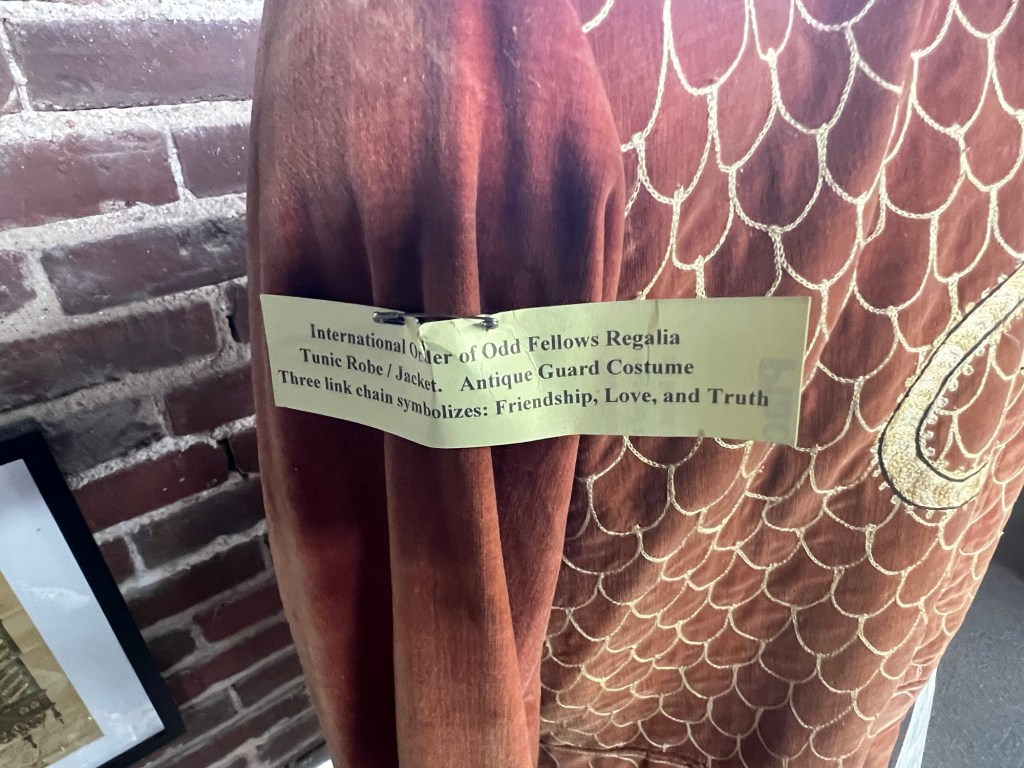 International Order of Odd Fellows Regalia
Tunic Robe / Jacket. Antique Guard Costume
Three link chain symbolizes: Friendship, Love, and Truth